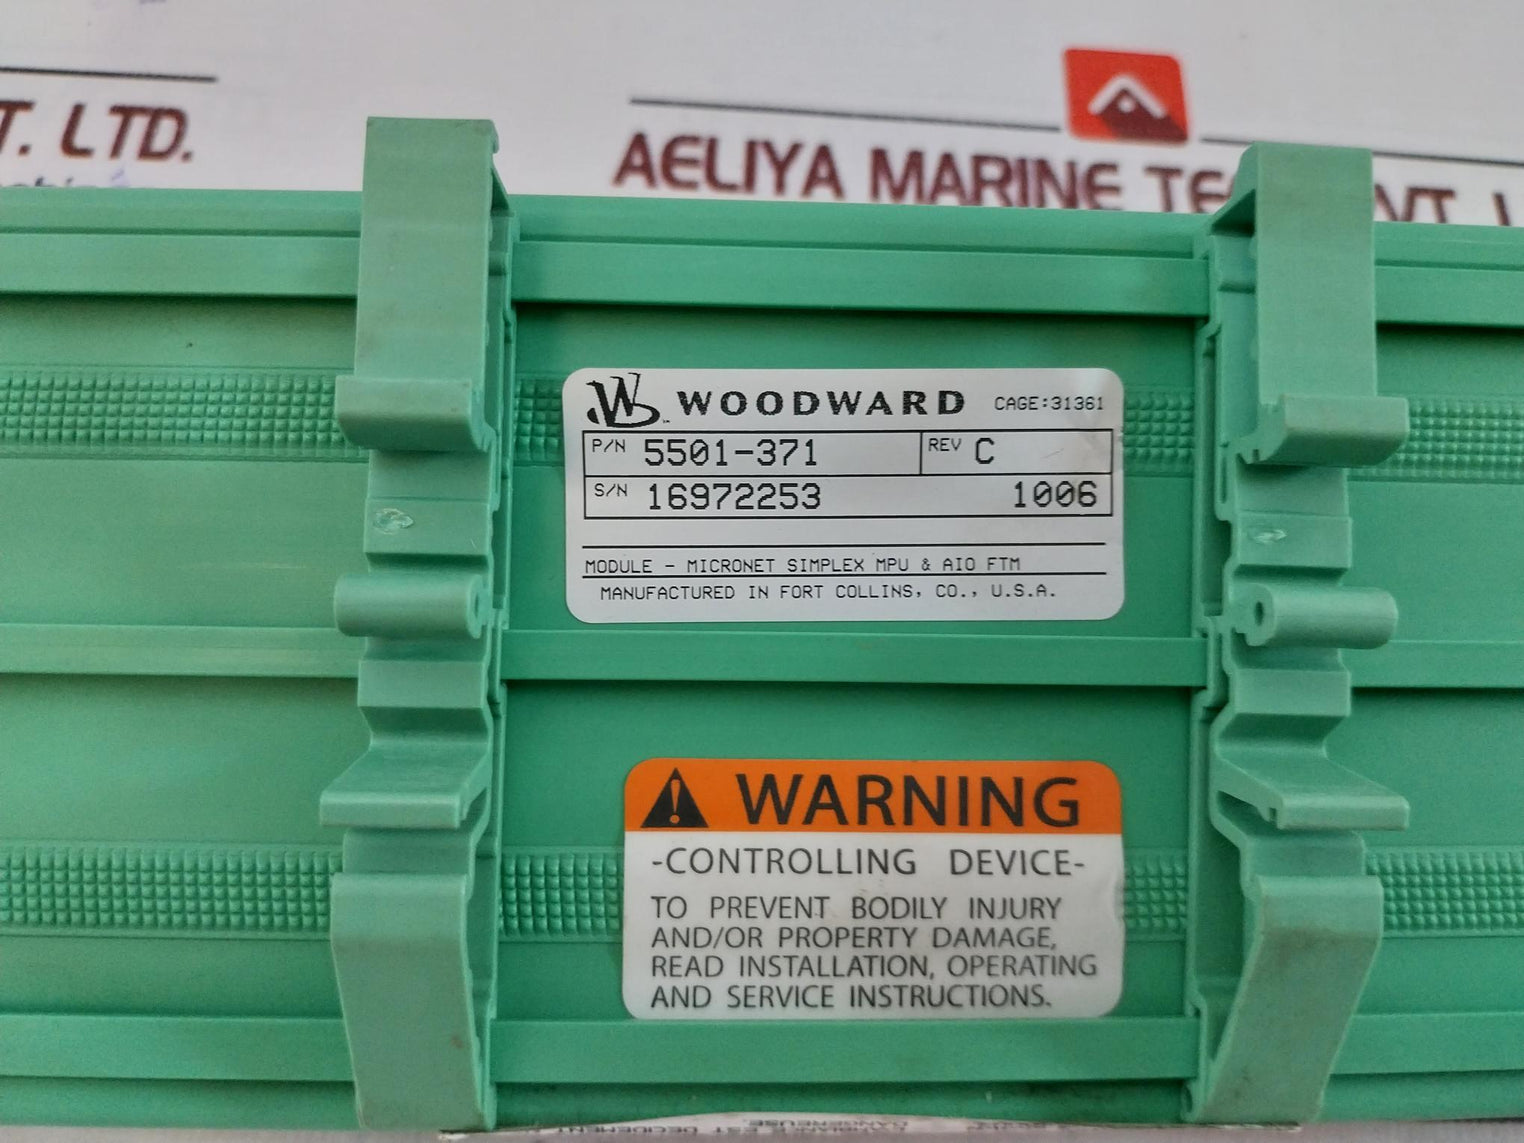 T. LTD.
AELIYA MARINE
WOODWARD CAGE:31361
P/N 5501-371 REV C
S/N 16972253 1006
MODULE - MICRONET SIMPLEX MPU & AIO FTM
MANUFACTURED IN FORT COLLINS, CO., U.S.A.
WARNING
-CONTROLLING DEVICE-
TO PREVENT BODILY INJURY
AND/OR PROPERTY DAMAGE,
READ INSTALLATION, OPERATING
AND SERVICE INSTRUCTIONS.